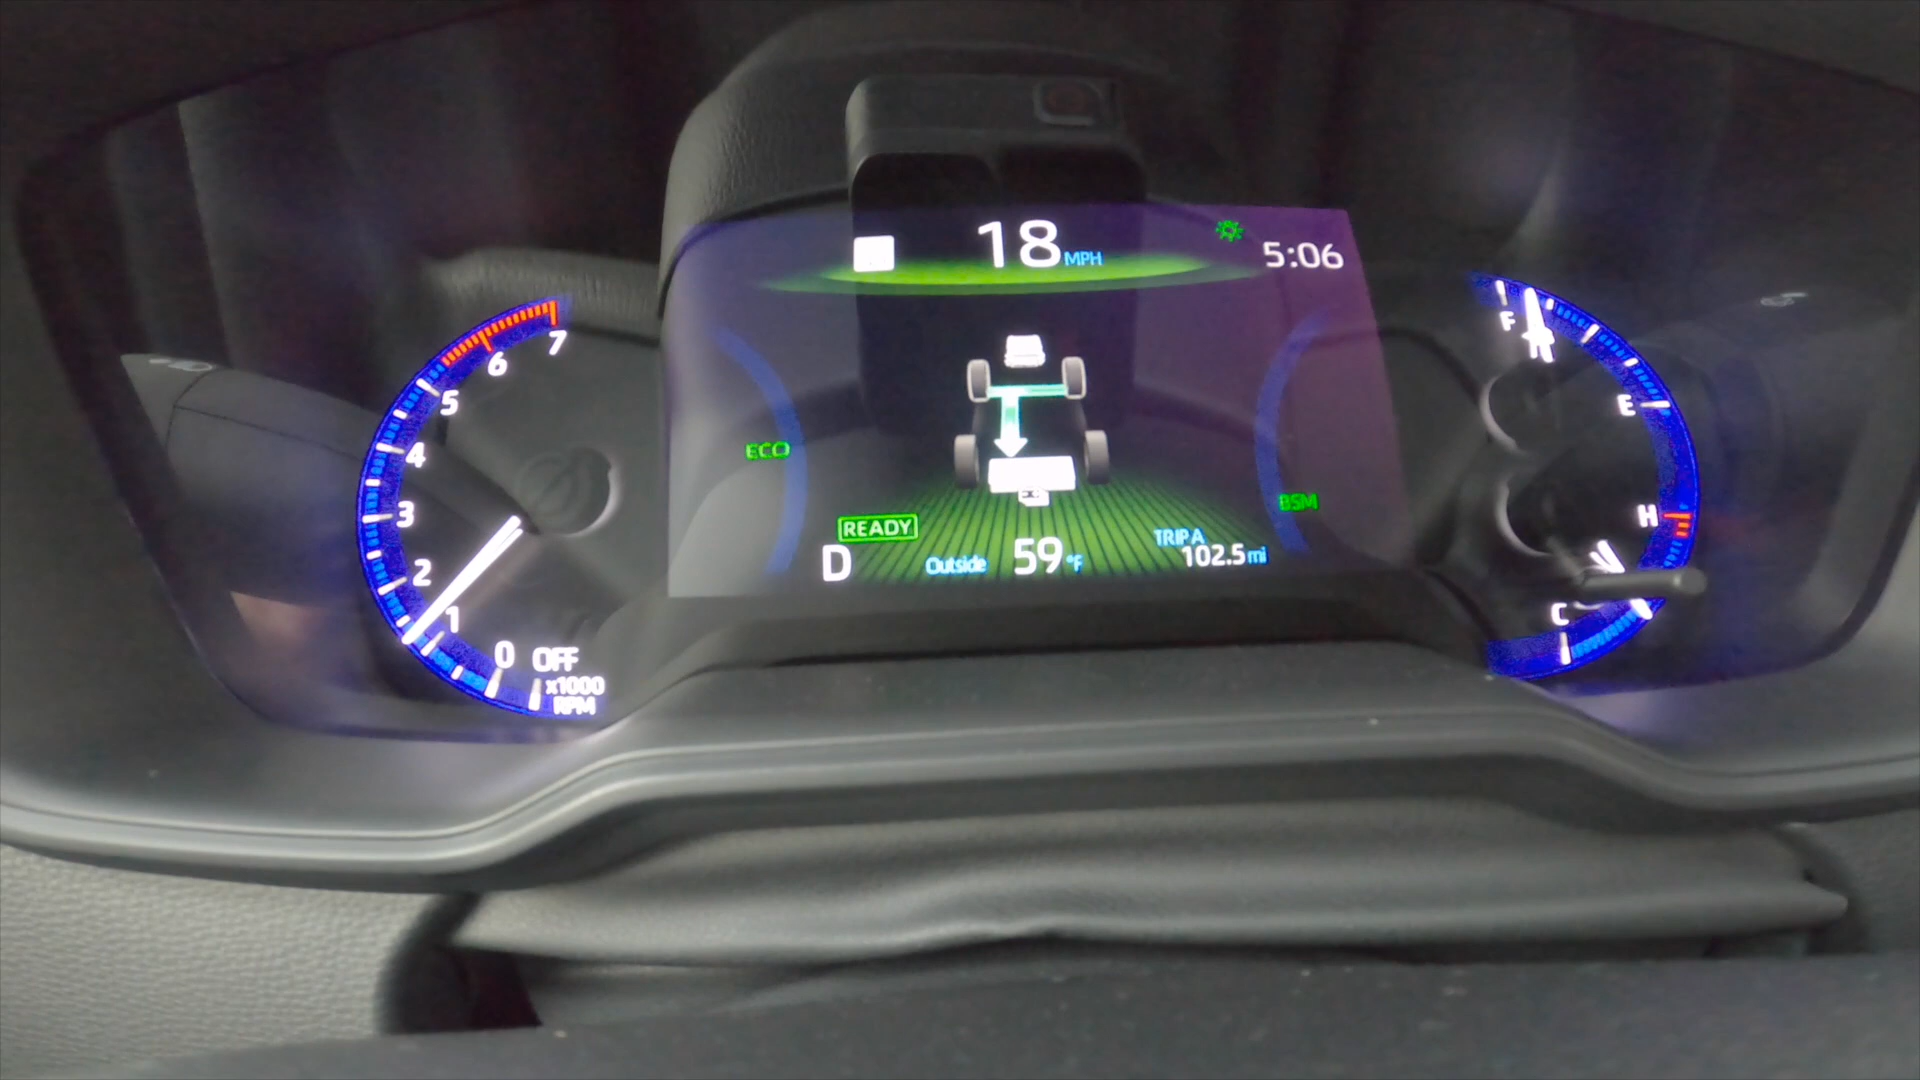 18 MPH
5:06
7
6
5
4
3
2
1
0 OFF
x1000
RPM
ECO
READY
D
Outside 59 °F
TRIP A
102.5 mi
BSM
F
E
H
C